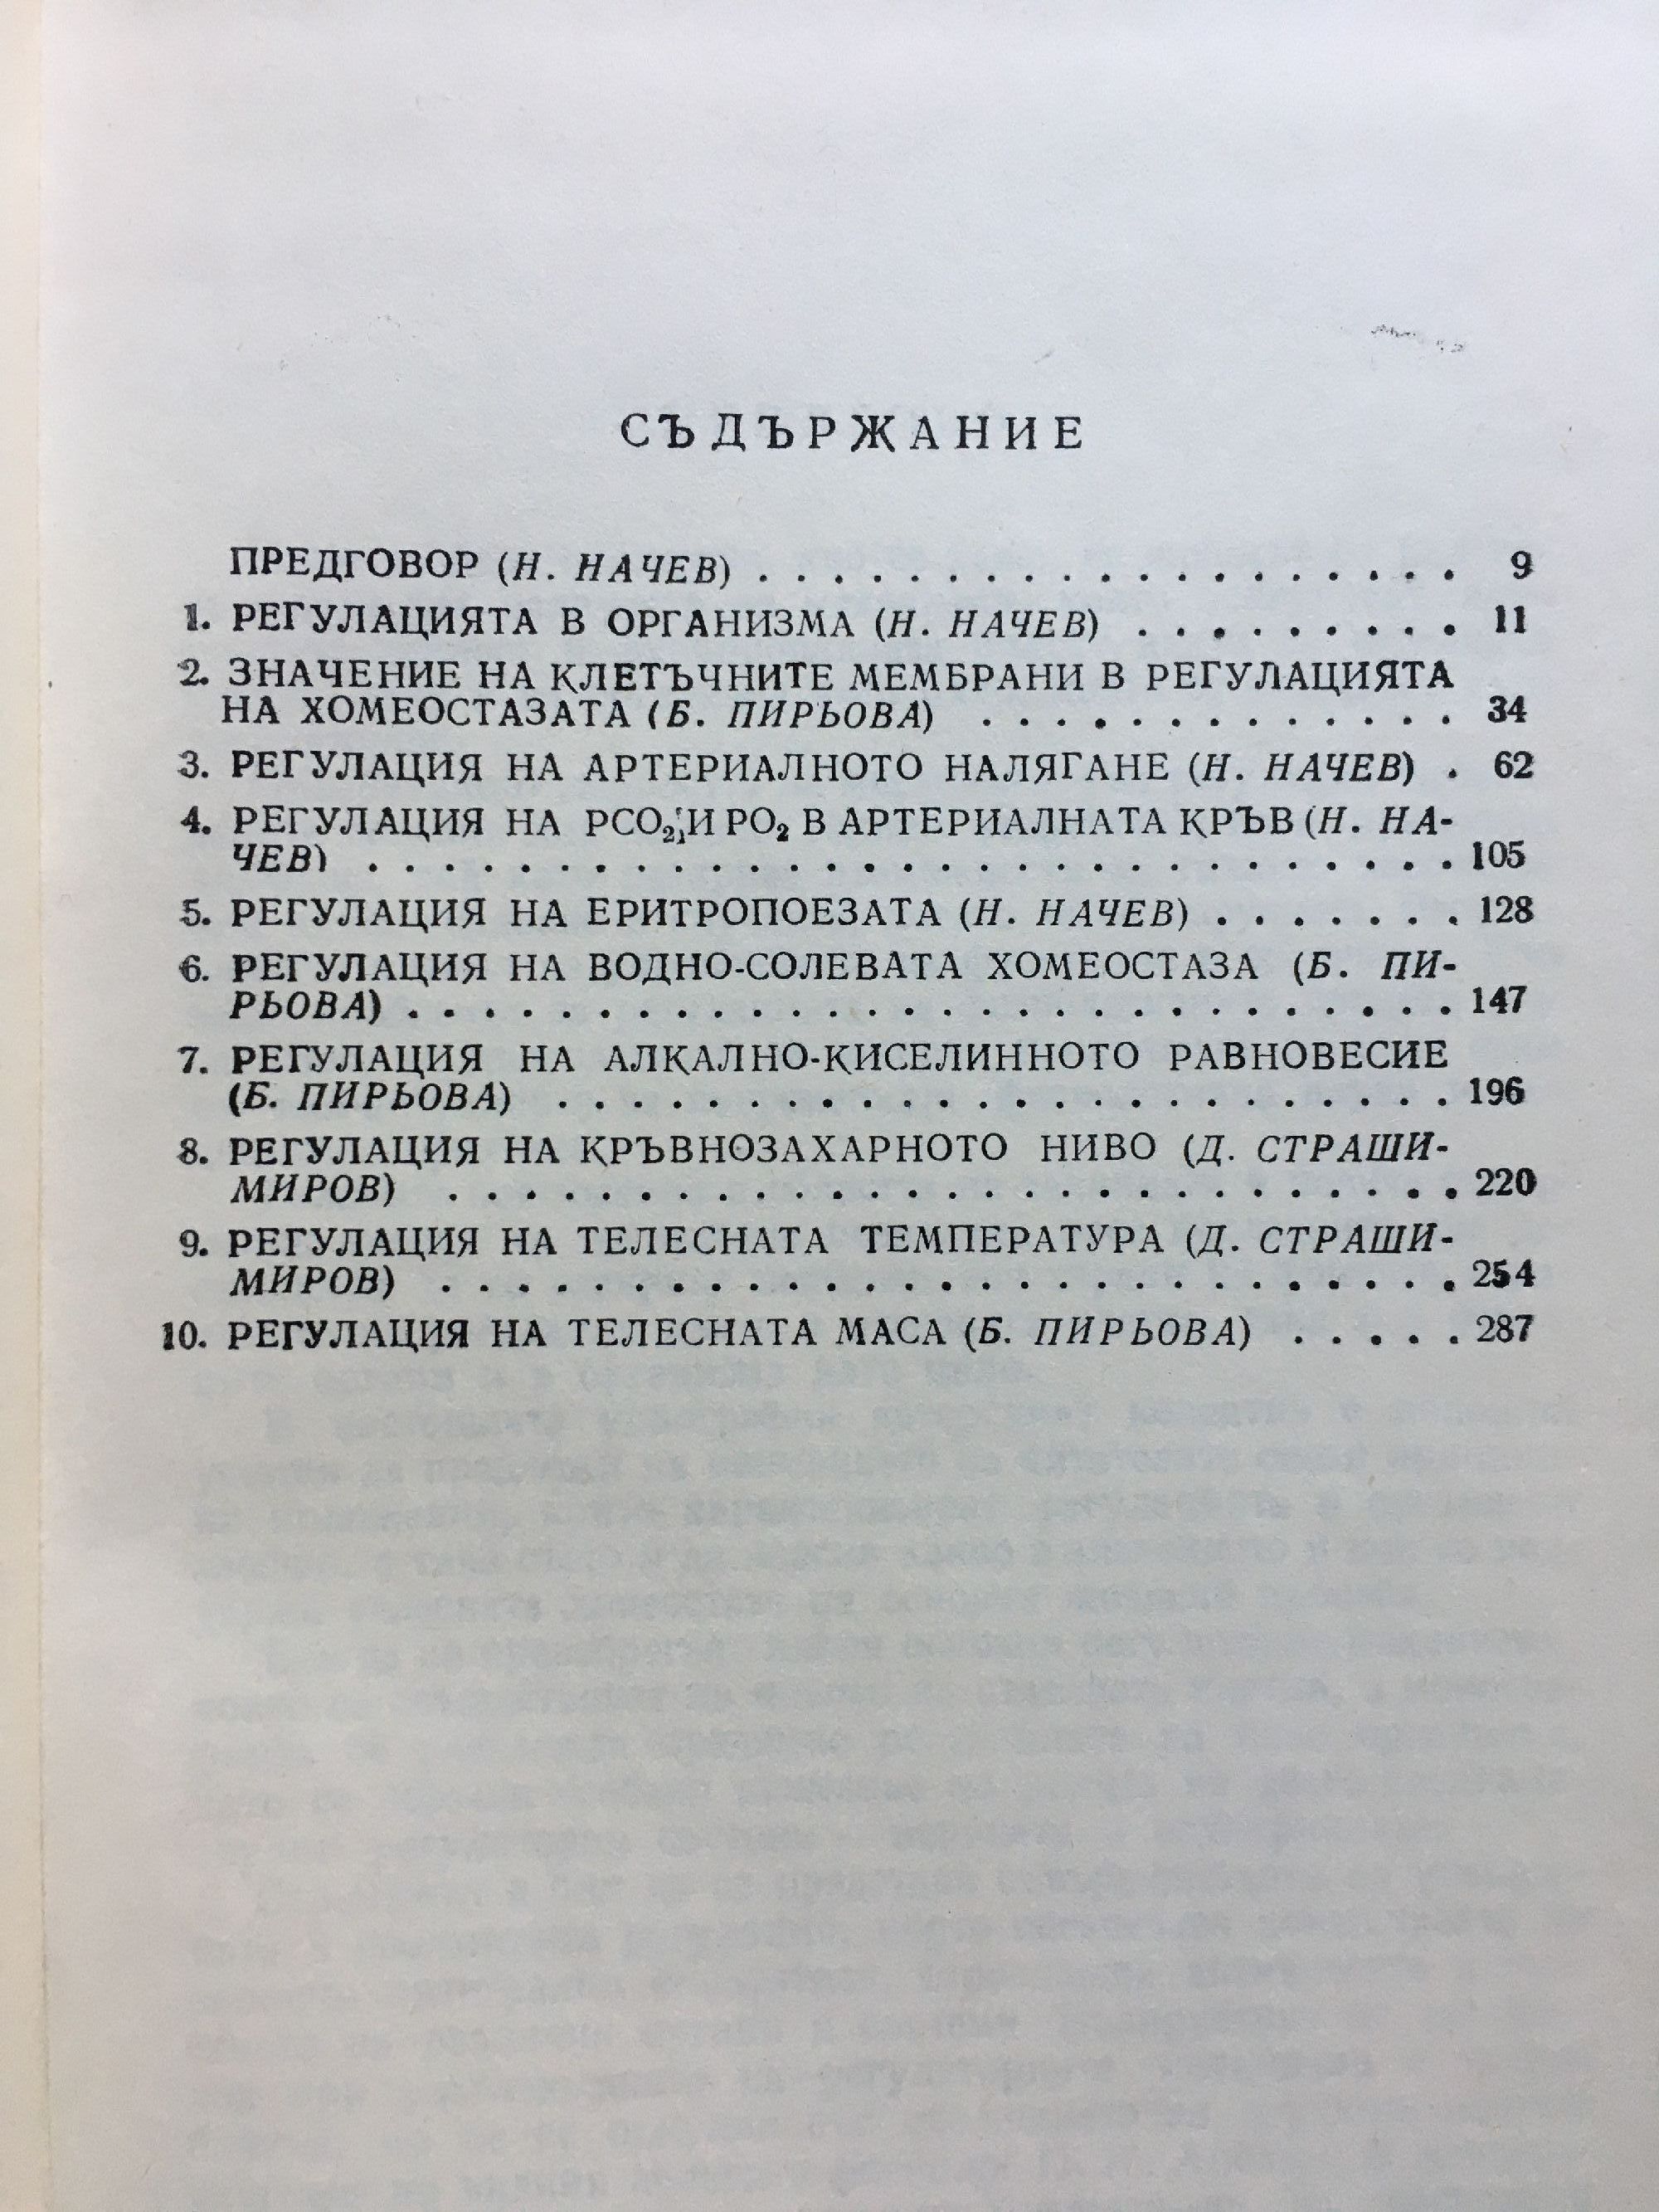 СЪДЪРЖАНИЕ
ПРЕДГОВОР (Н. НАЧЕВ) . . . . . . . . . . . . . . . . . . . 9
1. РЕГУЛАЦИЯТА В ОРГАНИЗМА (Н. НАЧЕВ) . . . . . . . . . 11
2. ЗНАЧЕНИЕ НА КЛЕТЪЧНИТЕ МЕМБРАНИ В РЕГУЛАЦИЯТА
НА ХОМЕОСТАЗАТА (Б. ПИРЬОВА) . . . . . . . . . . . . . 34
3. РЕГУЛАЦИЯ НА АРТЕРИАЛНОТО НАЛЯГАНЕ (Н. НАЧЕВ) . 62
4. РЕГУЛАЦИЯ НА PCO₂ И PO₂ В АРТЕРИАЛНАТА КРЪВ (Н. НА-
ЧЕВ) . . . . . . . . . . . . . . . . . . . . . . . . . . . . . 105
5. РЕГУЛАЦИЯ НА ЕРИТРОПОЕЗАТА (Н. НАЧЕВ) . . . . . . . 128
6. РЕГУЛАЦИЯ НА ВОДНО-СОЛЕВАТА ХОМЕОСТАЗА (Б. ПИ-
РЬОВА) . . . . . . . . . . . . . . . . . . . . . . . . . . . . 147
7. РЕГУЛАЦИЯ НА АЛКАЛНО-КИСЕЛИННОТО РАВНОВЕСИЕ
(Б. ПИРЬОВА) . . . . . . . . . . . . . . . . . . . . . . . . 196
8. РЕГУЛАЦИЯ НА КРЪВНОЗАХАРНОТО НИВО (Д. СТРАШИ-
МИРОВ) . . . . . . . . . . . . . . . . . . . . . . . . . . . 220
9. РЕГУЛАЦИЯ НА ТЕЛЕСНАТА ТЕМПЕРАТУРА (Д. СТРАШИ-
МИРОВ) . . . . . . . . . . . . . . . . . . . . . . . . . . . 254
10. РЕГУЛАЦИЯ НА ТЕЛЕСНАТА МАСА (Б. ПИРЬОВА) . . . . . 287